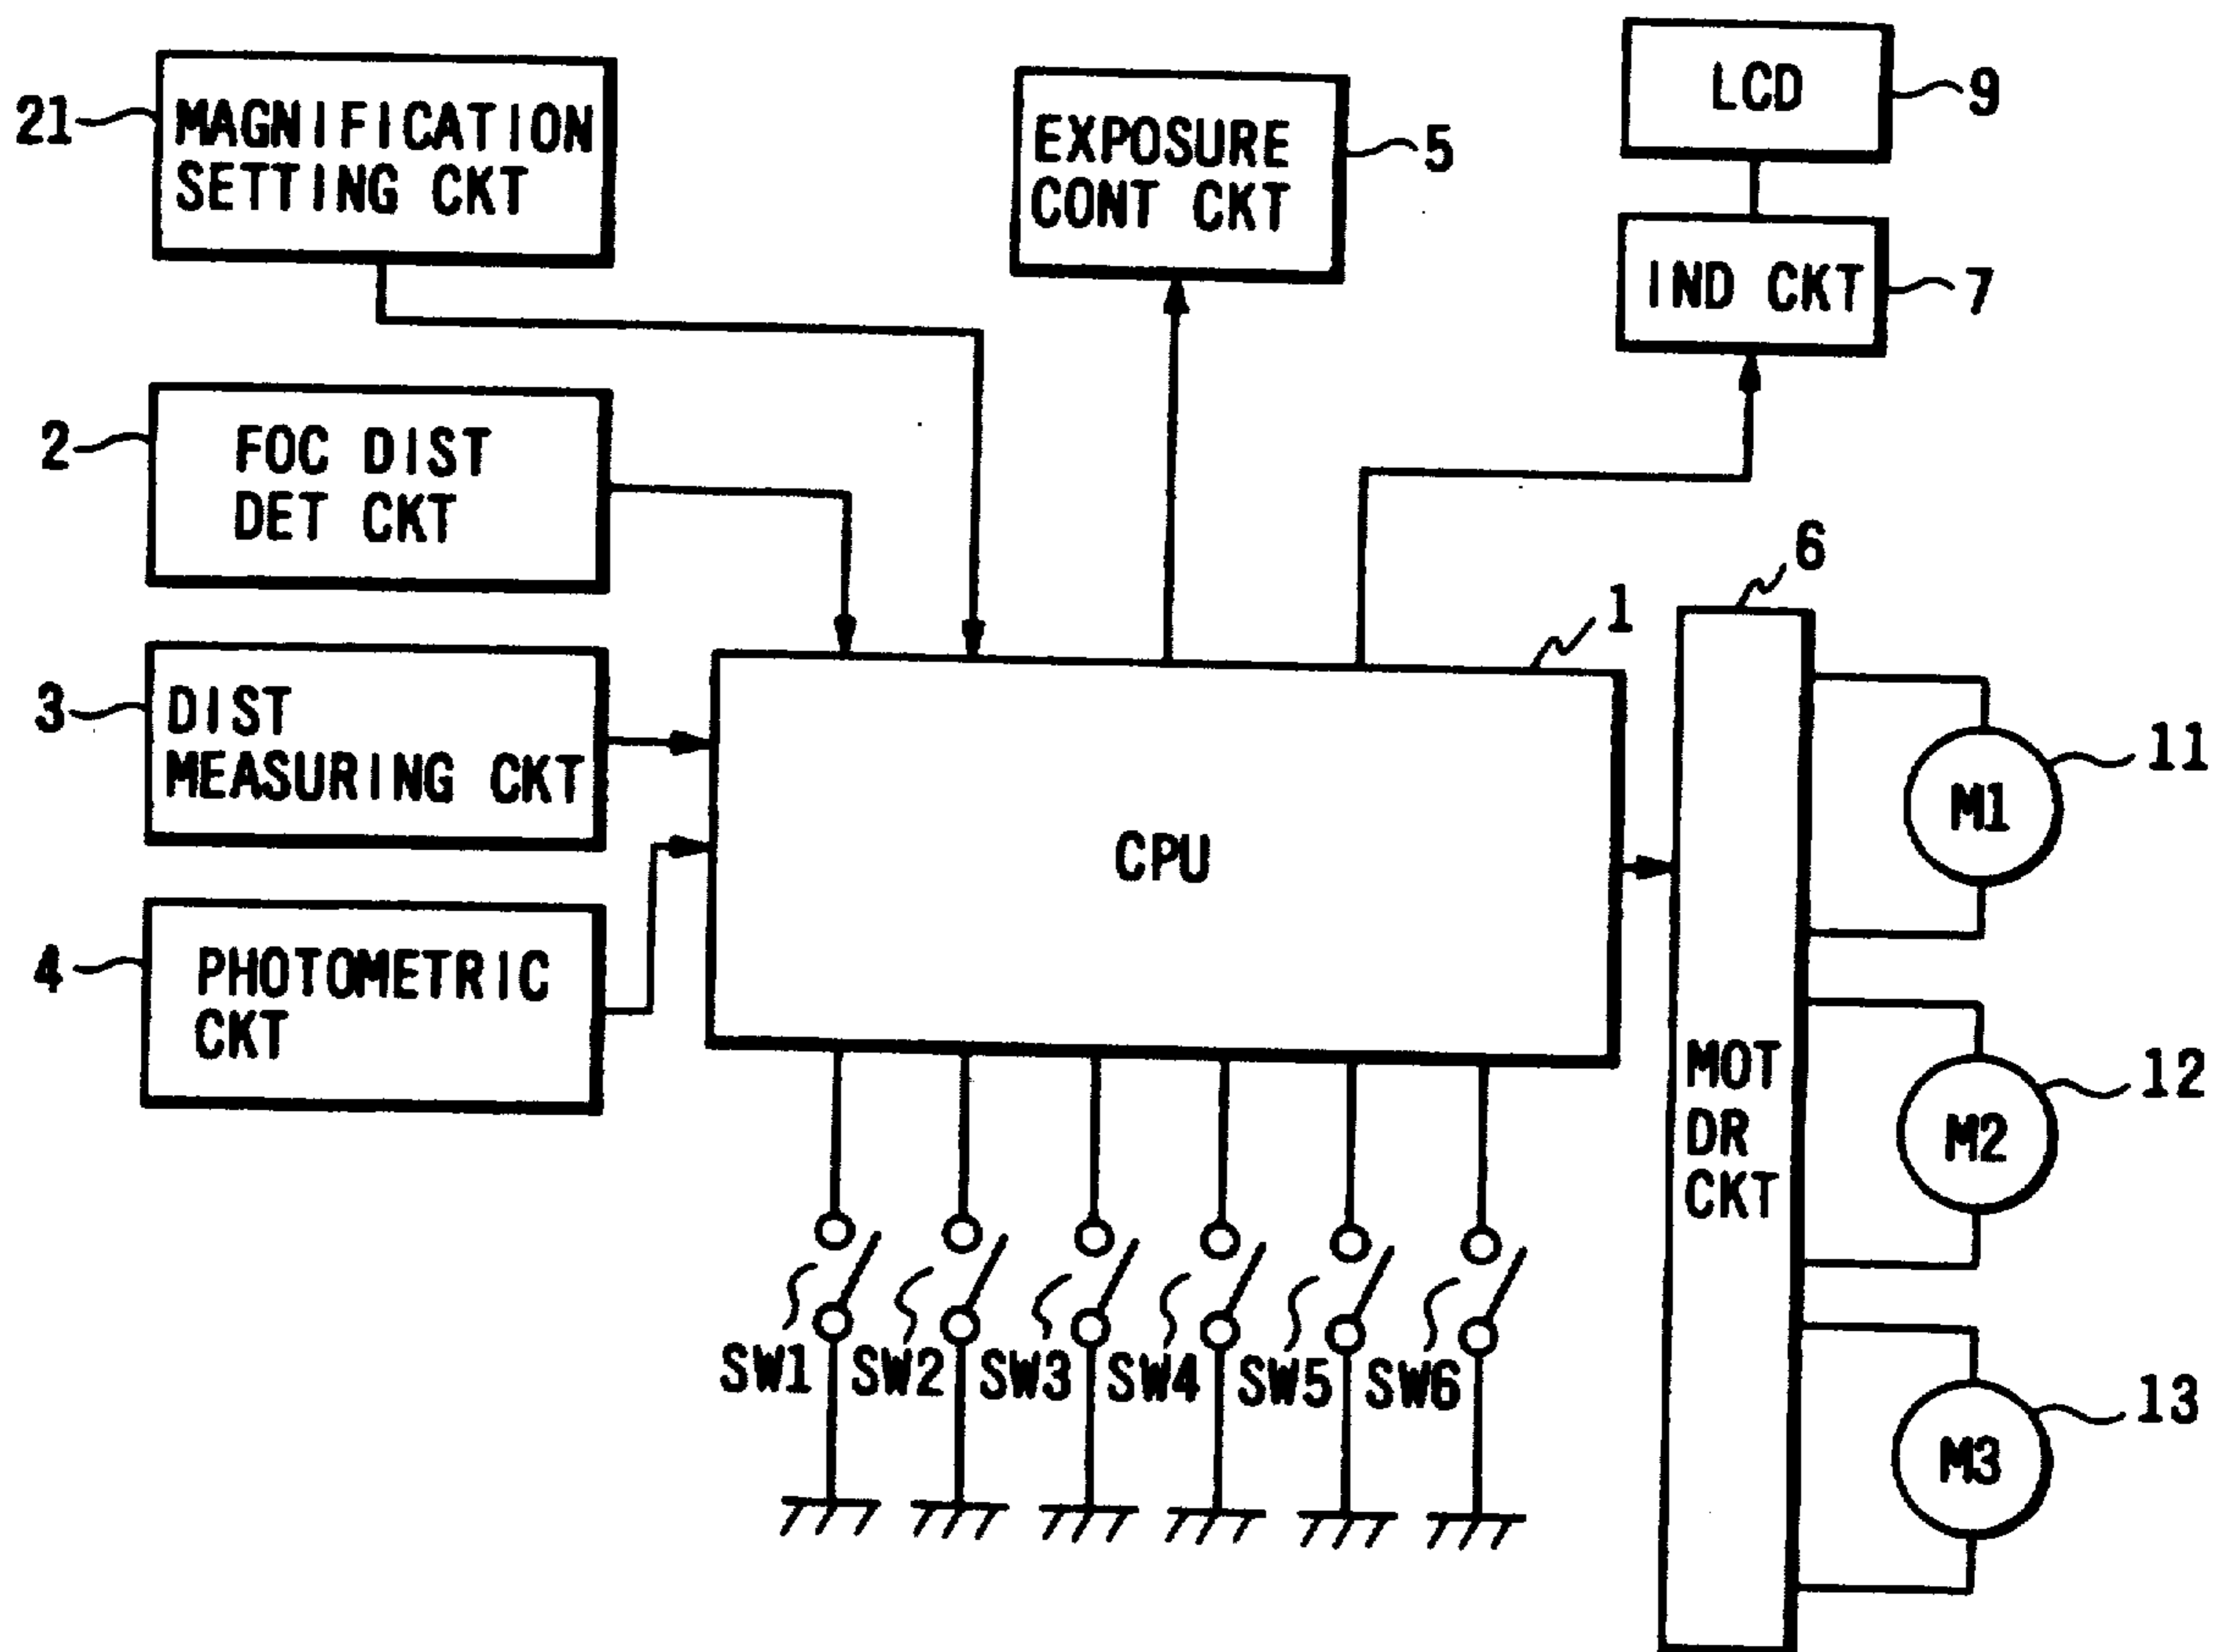 21
MAGNIFICATION
SETTING CKT
EXPOSURE
CONT CKT
5
LCD
9
IND CKT
7
2
FOC DIST
DET CKT
6
1
3
DIST
MEASURING CKT
CPU
M1
11
4
PHOTOMETRIC
CKT
MOT
DR
CKT
M2
12
SW1
SW2
SW3
SW4
SW5
SW6
M3
13